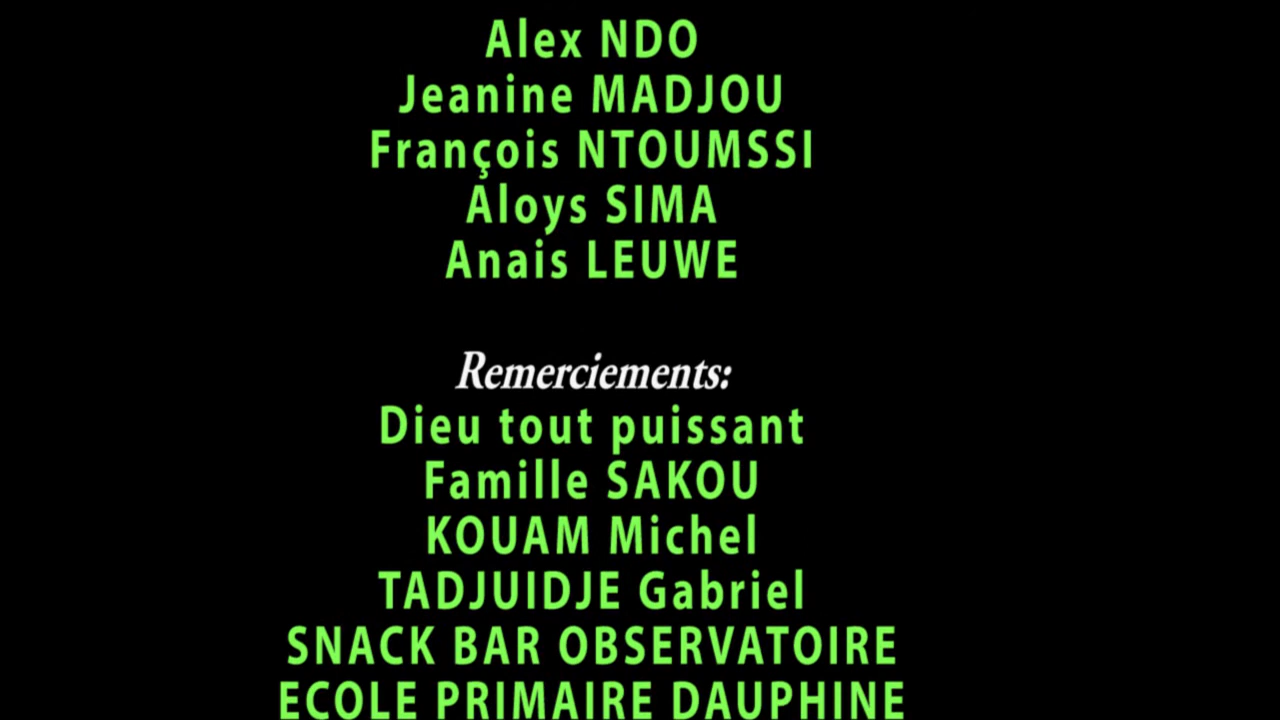 Alex NDO
Jeanine MADJOU
François NTOUMSSI
Aloys SIMA
Anais LEUWE
Remerciements:
Dieu tout puissant
Famille SAKOU
KOUAM Michel
TADJUIDJE Gabriel
SNACK BAR OBSERVATOIRE
ECOLE PRIMAIRE DAUPHINE